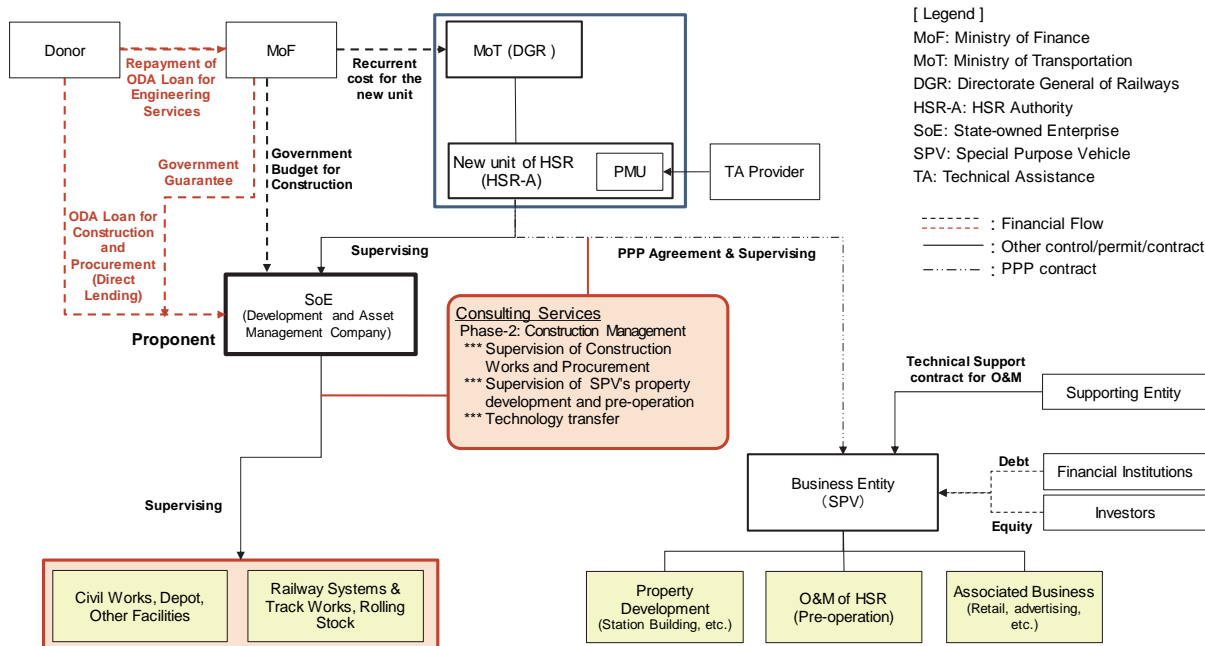 Donor
MoF
Repayment of
ODA Loan for
Engineering
Services
Recurrent
cost for the
new unit
MoT (DGR )
[ Legend ]
MoF: Ministry of Finance
MoT: Ministry of Transportation
DGR: Directorate General of Railways
HSR-A: HSR Authority
SoE: State-owned Enterprise
SPV: Special Purpose Vehicle
TA: Technical Assistance
: Financial Flow
: Other control/permit/contract
: PPP contract
Government
Guarantee
Government
Budget for
Construction
New unit of HSR
(HSR-A)
PMU
TA Provider
ODA Loan for
Construction
and
Procurement
(Direct
Lending)
Supervising
PPP Agreement & Supervising
Proponent
SoE
(Development and Asset
Management Company)
Consulting Services
Phase-2: Construction Management
*** Supervision of Construction
Works and Procurement
*** Supervision of SPV's property
development and pre-operation
*** Technology transfer
Technical Support
contract for O&M
Supporting Entity
Supervising
Business Entity
(SPV)
Debt
Financial Institutions
Equity
Investors
Civil Works, Depot,
Other Facilities
Railway Systems &
Track Works, Rolling
Stock
Property
Development
(Station Building, etc.)
O&M of HSR
(Pre-operation)
Associated Business
(Retail, advertising,
etc.)